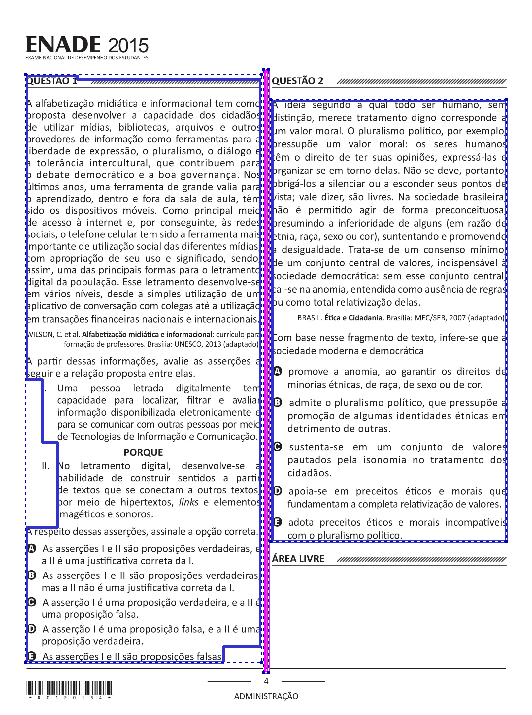 ENADE 2015
EXAME NACIONAL DE DESEMPENHO DOS ESTUDANTES
QUESTÃO 1
A alfabetização midiática e informacional tem como
proposta desenvolver a capacidade dos cidadãos
de utilizar mídias, bibliotecas, arquivos e outros
provedores de informação como ferramentas para a
liberdade de expressão, o pluralismo, o diálogo e
a tolerância intercultural, que contribuem para
o debate democrático e a boa governança. Nos
últimos anos, uma ferramenta de grande valia para
o aprendizado, dentro e fora da sala de aula, têm
sido os dispositivos móveis. Como principal meio
de acesso à internet e, por conseguinte, às redes
sociais, o telefone celular tem sido a ferramenta mais
importante de utilização social das diferentes mídias,
com apropriação de seu uso e significado, sendo
assim, uma das principais formas para o letramento
digital da população. Esse letramento desenvolve-se
em vários níveis, desde a simples utilização de um
aplicativo de conversação com colegas até a utilização
em transações financeiras nacionais e internacionais.
WILSON, C. et al. Alfabetização midiática e informacional: currículo para
formação de professores. Brasília: UNESCO, 2013 (adaptado).
A partir dessas informações, avalie as asserções a
seguir e a relação proposta entre elas.
I. Uma pessoa letrada digitalmente tem
capacidade para localizar, filtrar e avaliar
informação disponibilizada eletronicamente e
para se comunicar com outras pessoas por meio
de Tecnologias de Informação e Comunicação.
PORQUE
II. No letramento digital, desenvolve-se a
habilidade de construir sentidos a partir
de textos que se conectam a outros textos,
por meio de hipertextos, links e elementos
imagéticos e sonoros.
A respeito dessas asserções, assinale a opção correta.
A As asserções I e II são proposições verdadeiras, e
a II é uma justificativa correta da I.
B As asserções I e II são proposições verdadeiras,
mas a II não é uma justificativa correta da I.
C A asserção I é uma proposição verdadeira, e a II é
uma proposição falsa.
D A asserção I é uma proposição falsa, e a II é uma
proposição verdadeira.
E As asserções I e II são proposições falsas.
QUESTÃO 2
A ideia segundo a qual todo ser humano, sem
distinção, merece tratamento digno corresponde a
um valor moral. O pluralismo político, por exemplo,
pressupõe um valor moral: os seres humanos
têm o direito de ter suas opiniões, expressá-las e
organizar-se em torno delas. Não se deve, portanto,
obrigá-los a silenciar ou a esconder seus pontos de
vista; vale dizer, são livres. Na sociedade brasileira,
não é permitido agir de forma preconceituosa,
presumindo a inferioridade de alguns (em razão de
etnia, raça, sexo ou cor), sustentando e promovendo
a desigualdade. Trata-se de um consenso mínimo,
de um conjunto central de valores, indispensável à
sociedade democrática: sem esse conjunto central,
cai-se na anomia, entendida como ausência de regras
ou como total relativização delas.
BRASIL. Ética e Cidadania. Brasília: MEC/SEB, 2007 (adaptado).
Com base nesse fragmento de texto, infere-se que a
sociedade moderna e democrática
A promove a anomia, ao garantir os direitos de
minorias étnicas, de raça, de sexo ou de cor.
B admite o pluralismo político, que pressupõe a
promoção de algumas identidades étnicas em
detrimento de outras.
C sustenta-se em um conjunto de valores
pautados pela isonomia no tratamento dos
cidadãos.
D apoia-se em preceitos éticos e morais que
fundamentam a completa relativização de valores.
E adota preceitos éticos e morais incompatíveis
com o pluralismo político.
ÁREA LIVRE
4
ADMINISTRAÇÃO